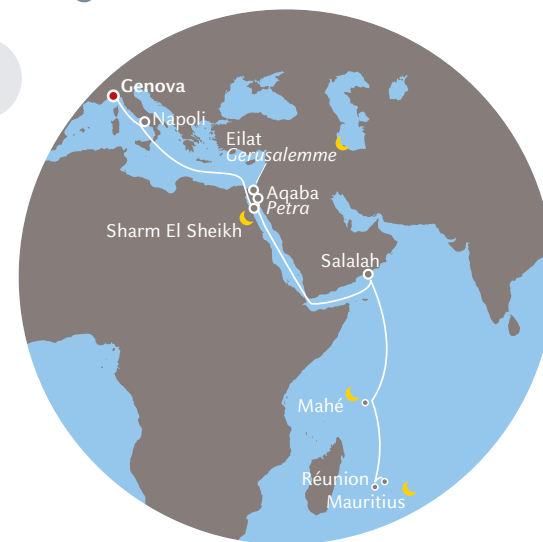 Genova
Napoli
Eilat
Gerusalemme
Aqaba
Petra
Sharm El Sheikh
Salalah
Mahé
Réunion
Mauritius